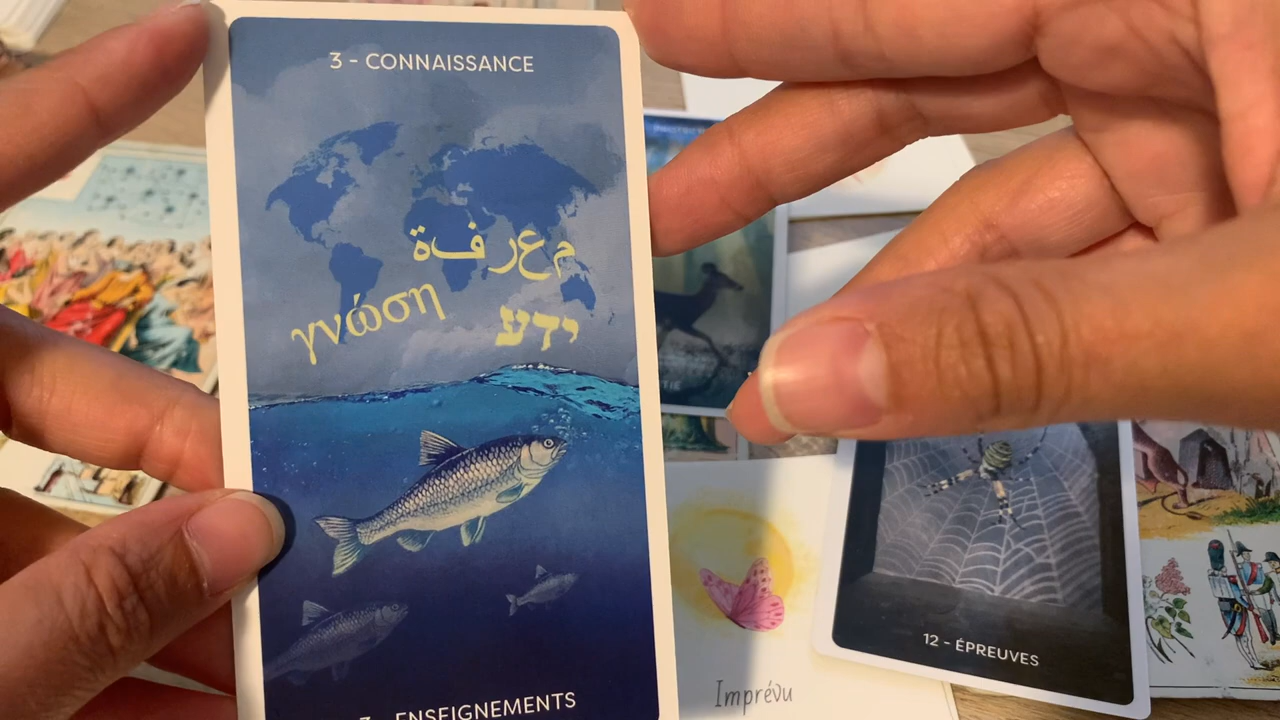 3 - CONNAISSANCE
معرفة
γνώση
ידע
ENSEIGNEMENTS
12 - ÉPREUVES
Imprévu